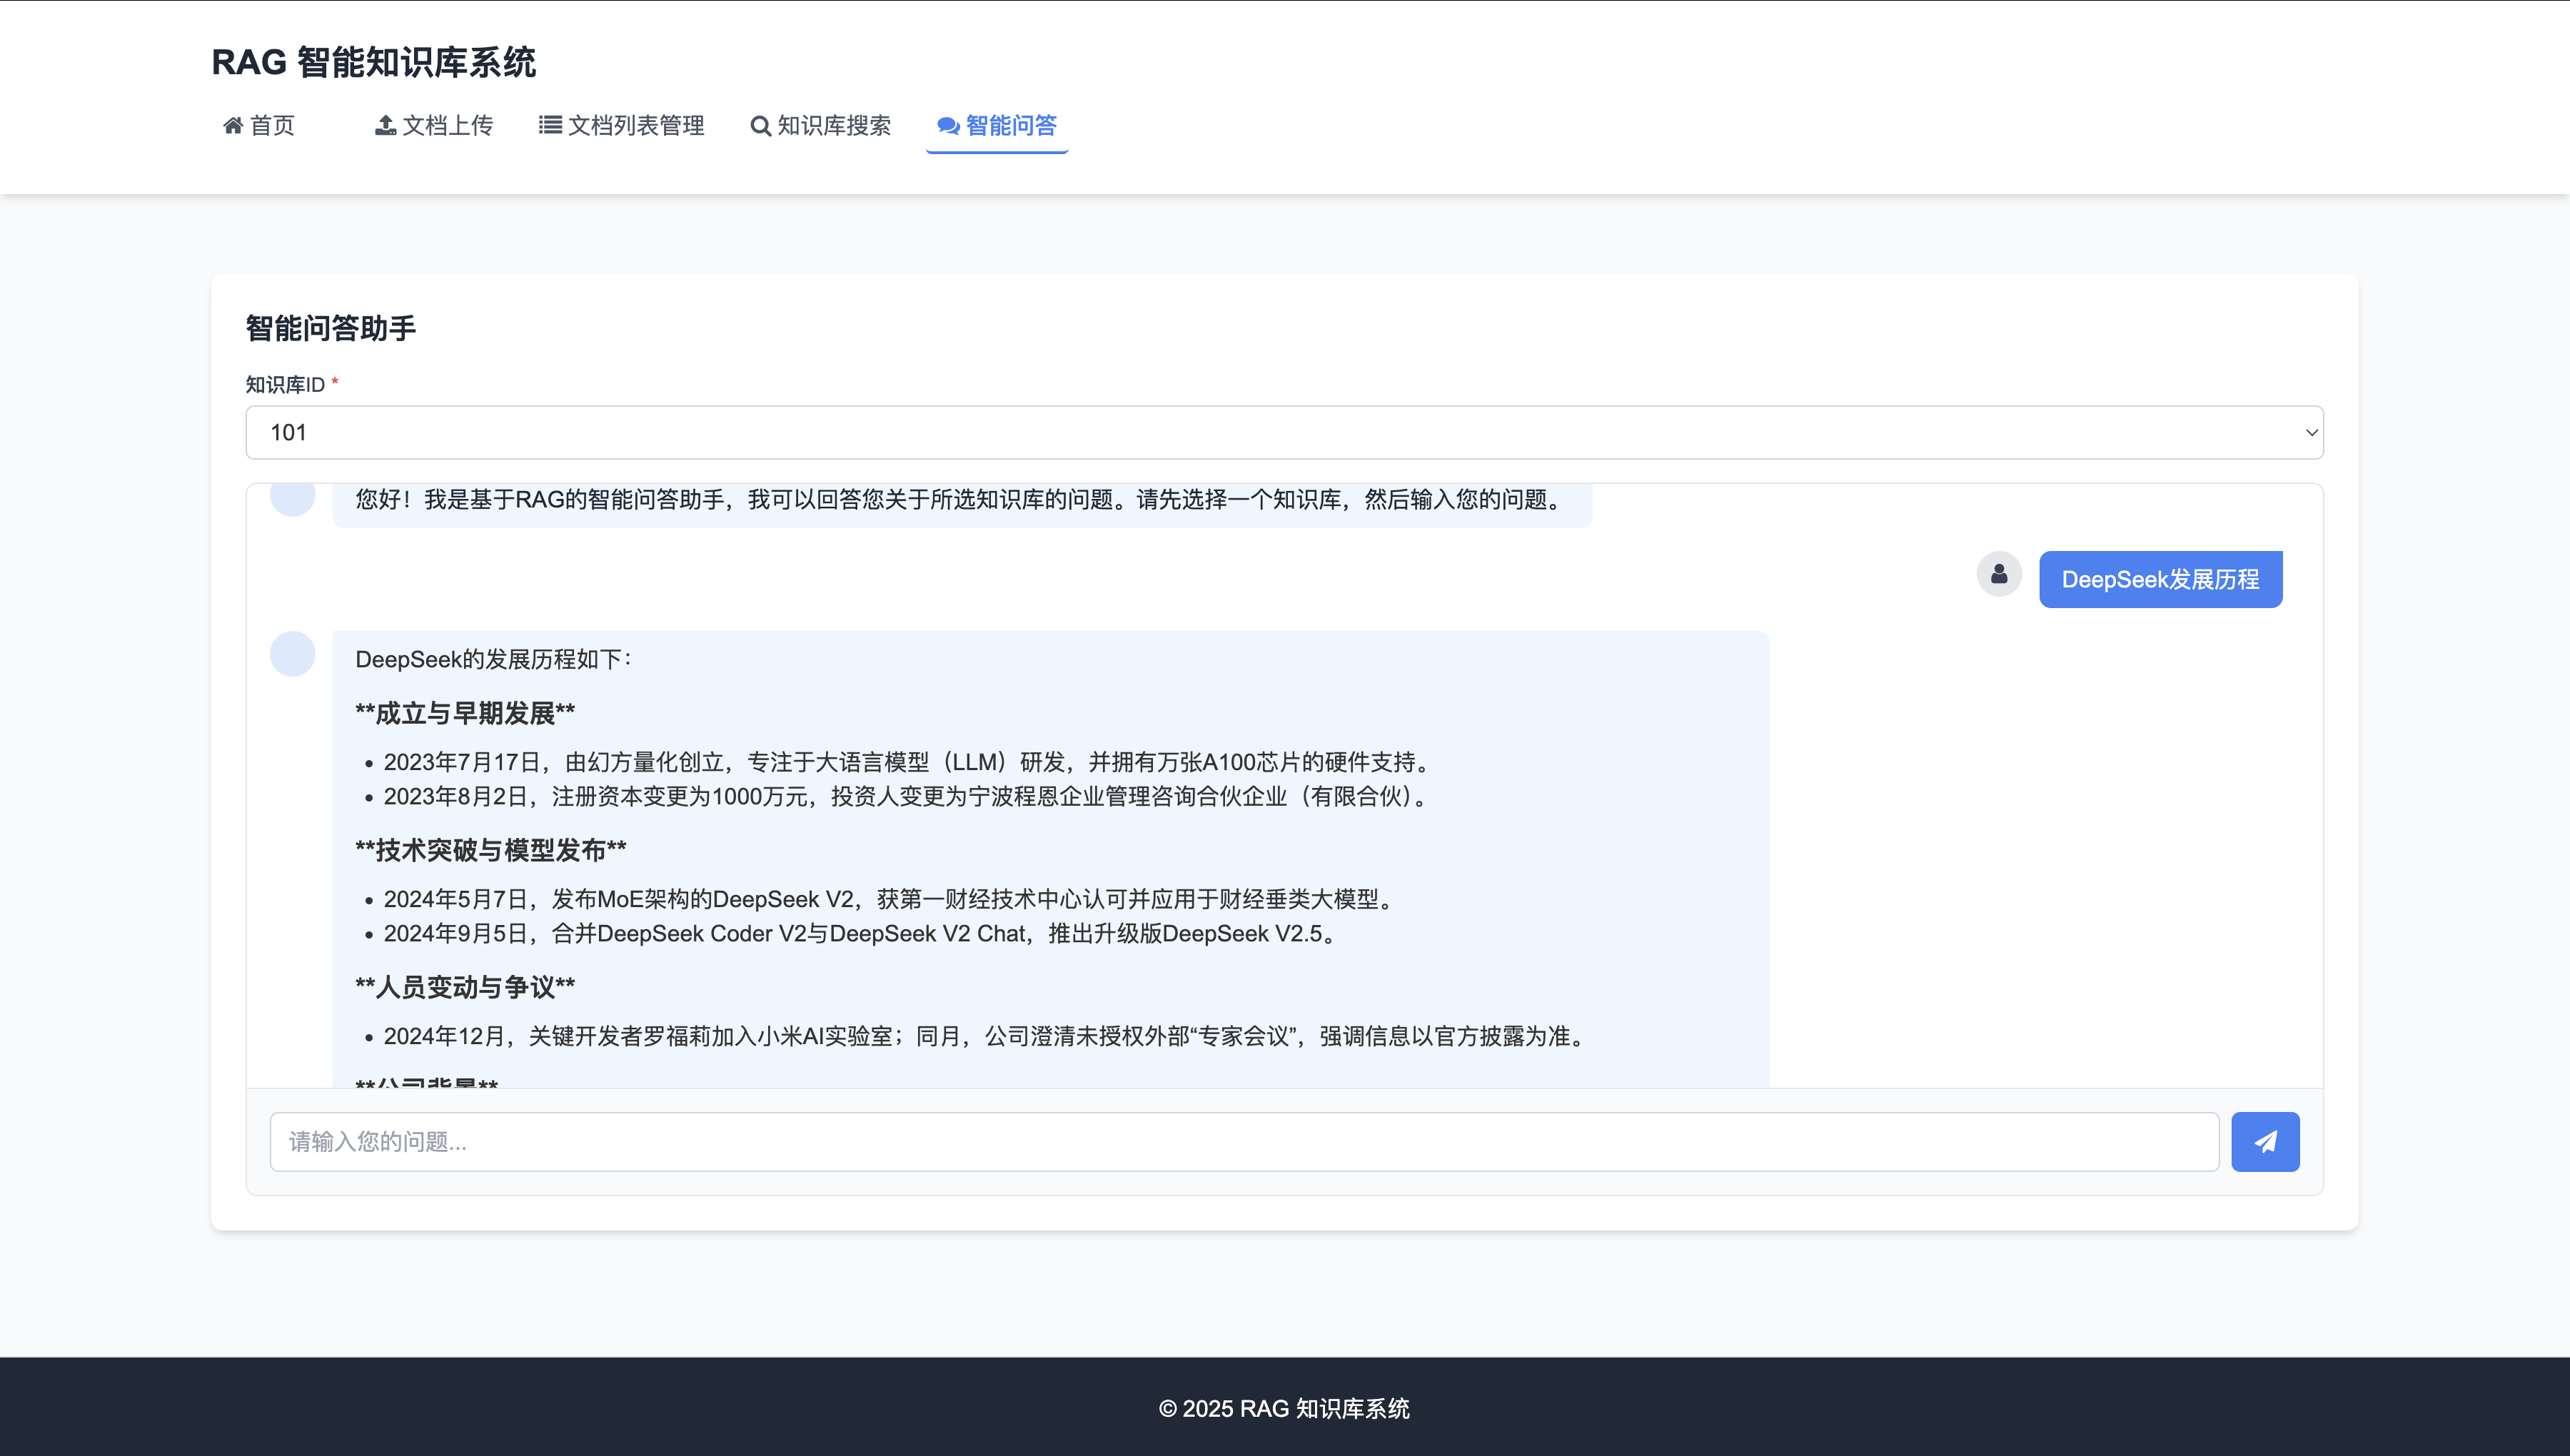 RAG 智能知识库系统
首页 文档上传 文档列表管理 知识库搜索 智能问答
智能问答助手
知识库ID *
101
您好！我是基于RAG的智能问答助手，我可以回答您关于所选知识库的问题。请先选择一个知识库，然后输入您的问题。
DeepSeek发展历程
DeepSeek的发展历程如下：
**成立与早期发展**
• 2023年7月17日，由幻方量化创立，专注于大语言模型（LLM）研发，并拥有万张A100芯片的硬件支持。
• 2023年8月2日，注册资本变更为1000万元，投资人变更为宁波程恩企业管理咨询合伙企业（有限合伙）。
**技术突破与模型发布**
• 2024年5月7日，发布MoE架构的DeepSeek V2，获第一财经技术中心认可并应用于财经垂类大模型。
• 2024年9月5日，合并DeepSeek Coder V2与DeepSeek V2 Chat，推出升级版DeepSeek V2.5。
**人员变动与争议**
• 2024年12月，关键开发者罗福莉加入小米AI实验室；同月，公司澄清未授权外部“专家会议”，强调信息以官方披露为准。
**公司背景**
请输入您的问题...
© 2025 RAG 知识库系统